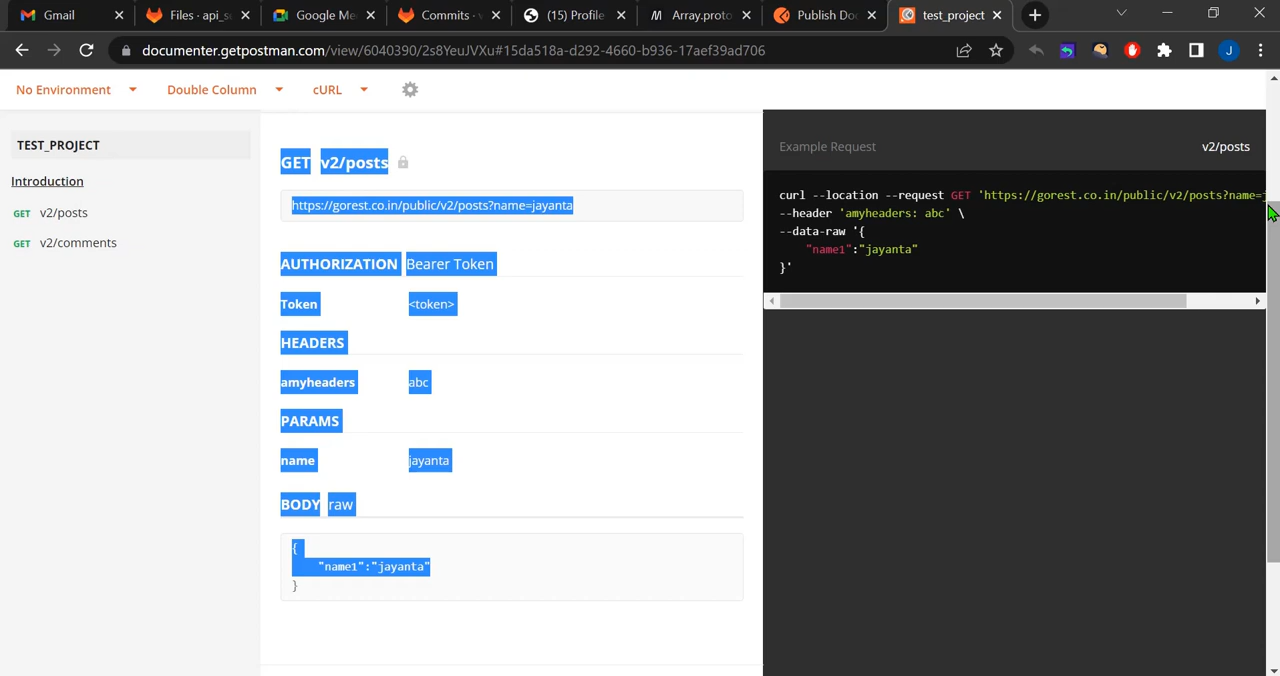 Gmail
Files · api_se
Google Me
Commits ·
(15) Profile
Array.proto
Publish Doc
test_project
documenter.getpostman.com/view/6040390/2s8YeuJVXu#15da518a-d292-4660-b936-17aef39ad706
J
No Environment
Double Column
cURL
TEST_PROJECT
Introduction
GET v2/posts
GET v2/comments
GET v2/posts
https://gorest.co.in/public/v2/posts?name=jayanta
AUTHORIZATION Bearer Token
Token <token>
HEADERS
amyheaders abc
PARAMS
name jayanta
BODY raw
{
"name1":"jayanta"
}
Example Request v2/posts
curl --location --request GET 'https://gorest.co.in/public/v2/posts?name=j
--header 'amyheaders: abc' \
--data-raw '{
"name1":"jayanta"
}'